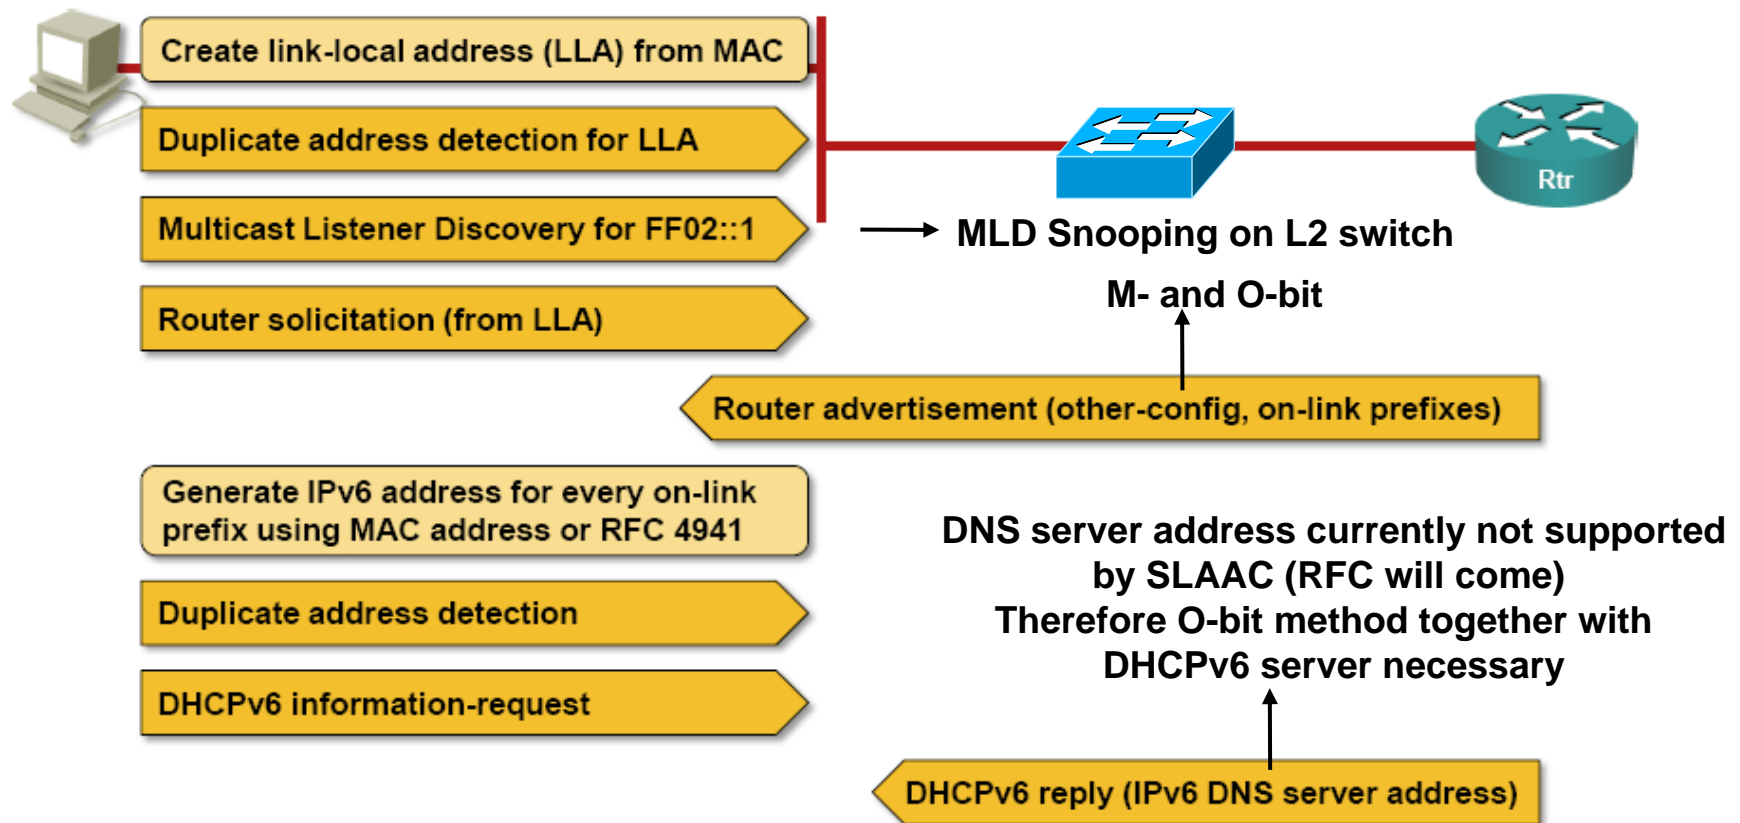 Create link-local address (LLA) from MAC
Duplicate address detection for LLA
Rtr
Multicast Listener Discovery for FF02::1
MLD Snooping on L2 switch
M- and O-bit
Router solicitation (from LLA)
Router advertisement (other-config, on-link prefixes)
Generate IPv6 address for every on-link
prefix using MAC address or RFC 4941
DNS server address currently not supported
by SLAAC (RFC will come)
Therefore O-bit method together with
DHCPv6 server necessary
Duplicate address detection
DHCPv6 information-request
DHCPv6 reply (IPv6 DNS server address)